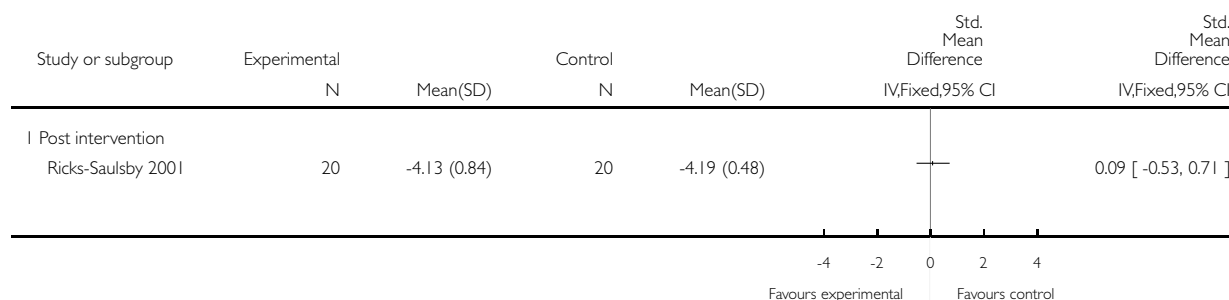 Std.
Mean
Difference
Std.
Mean
Difference
Study or subgroup Experimental Control
N Mean(SD) N Mean(SD) IV,Fixed,95% CI IV,Fixed,95% CI
1 Post intervention
Ricks-Saulsby 2001 20 -4.13 (0.84) 20 -4.19 (0.48) 0.09 [ -0.53, 0.71 ]
-4 -2 0 2 4
Favours experimental Favours control